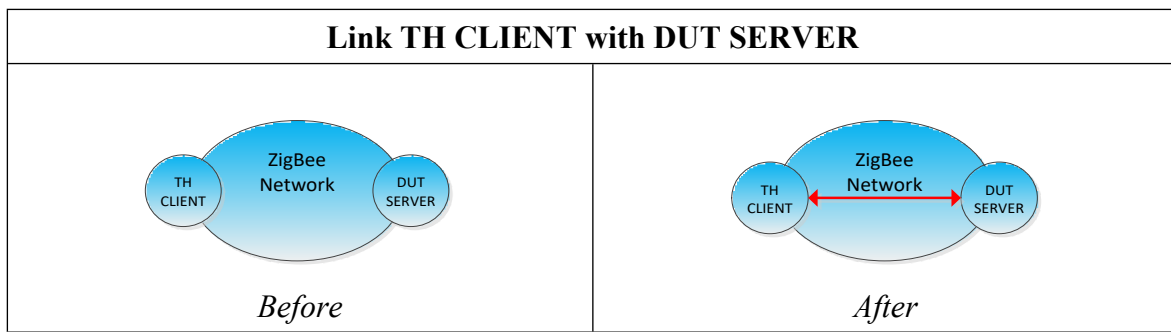 Link TH CLIENT with DUT SERVER
ZigBee
Network
TH
CLIENT
DUT
SERVER
Before
ZigBee
Network
TH
CLIENT
DUT
SERVER
After